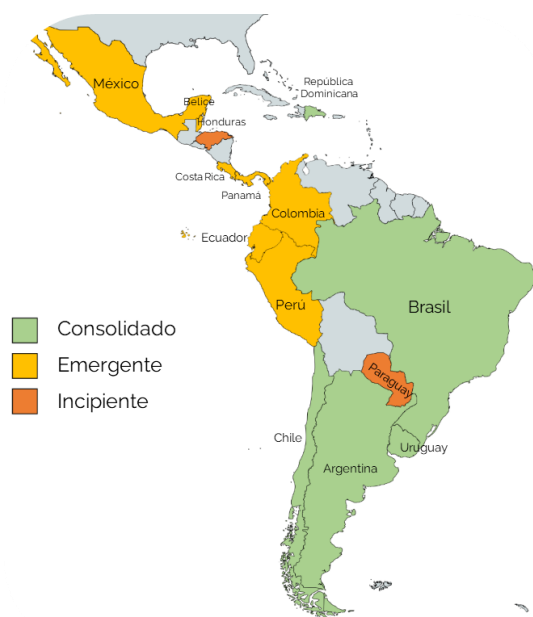 México
República
Dominicana
Belice
Honduras
Costa Rica
Panamá
Colombia
Ecuador
Perú
Brasil
Consolidado
Emergente
Incipiente
Paraguay
Chile
Uruguay
Argentina